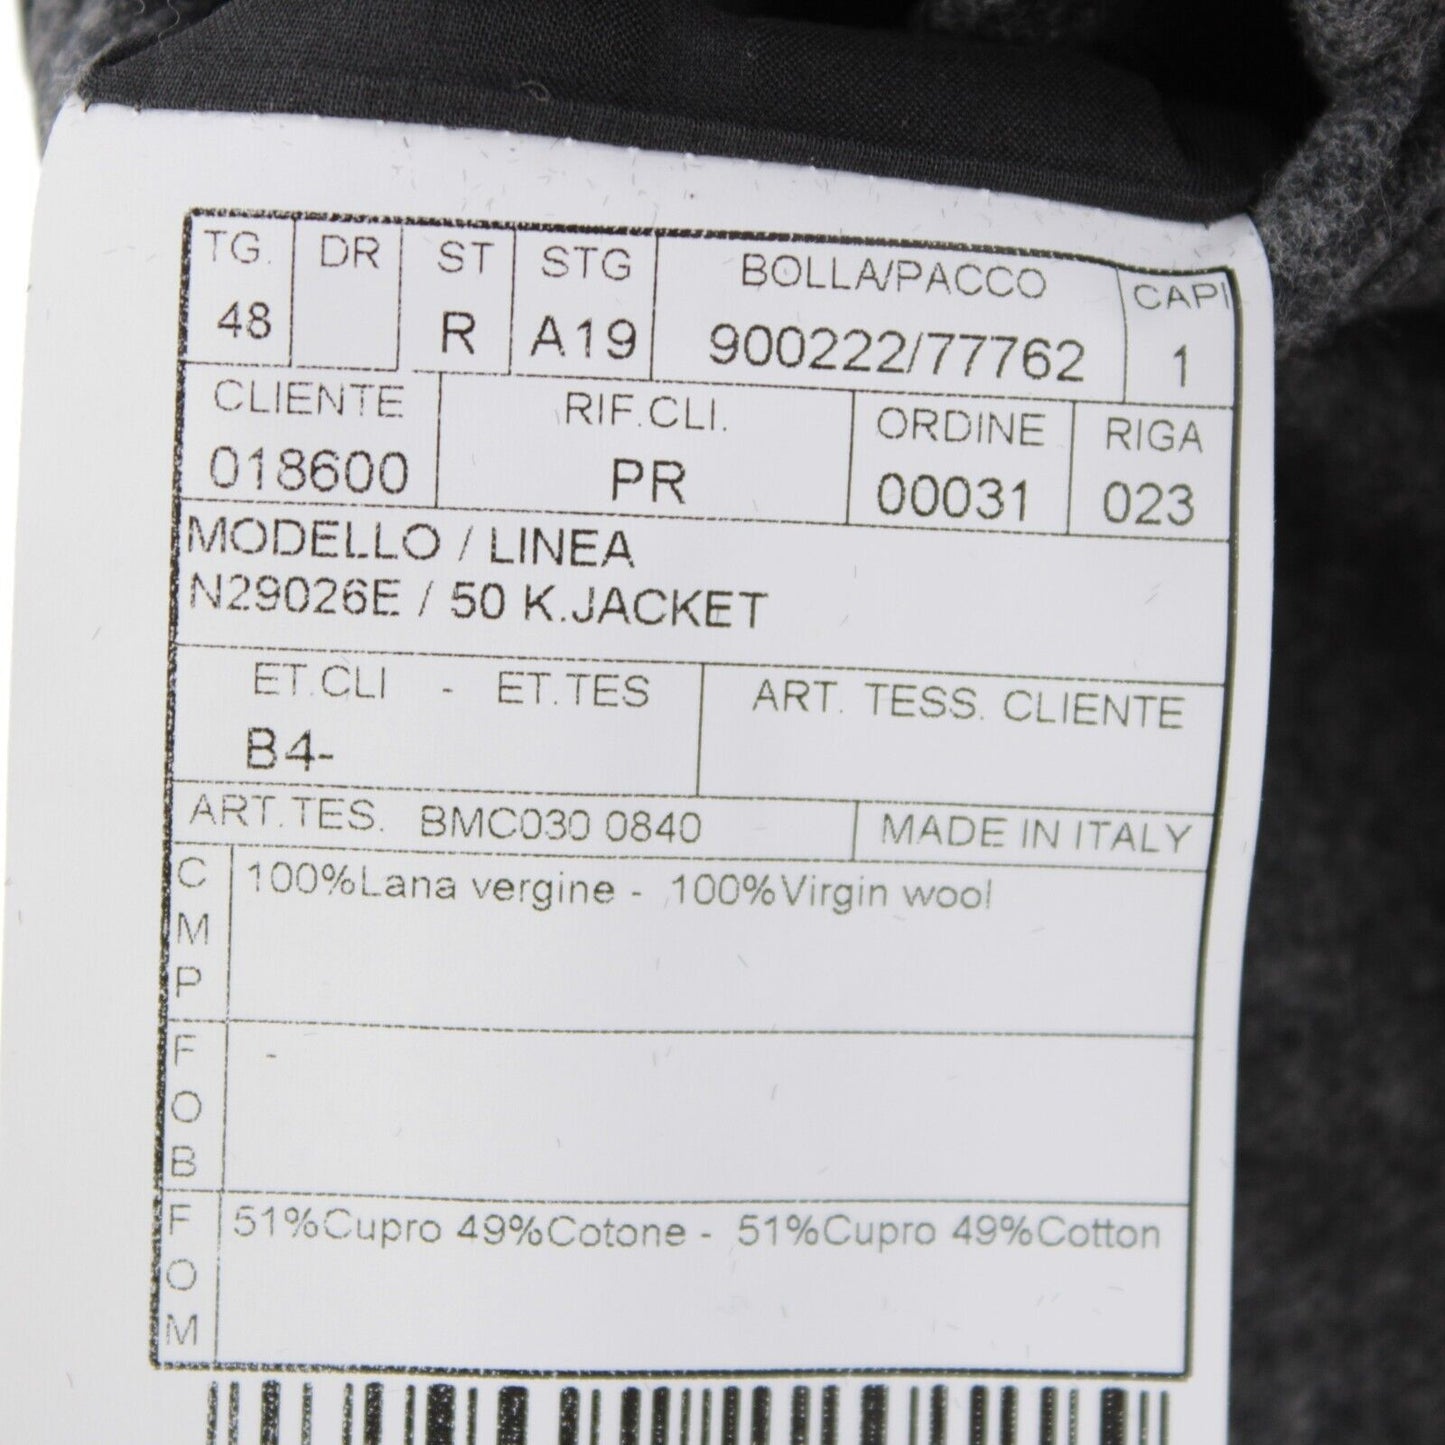 TG. DR ST STG BOLLA/PACCO CAPI
48 R A19 900222/77762 1
CLIENTE RIF.CLI. ORDINE RIGA
018600 PR 00031 023
MODELLO / LINEA
N29026E / 50 K.JACKET
ET.CLI - ET.TES ART. TESS. CLIENTE
B4-
ART.TES. BMC030 0840 MADE IN ITALY
CMP 100%Lana vergine - 100%Virgin wool
FOB -
FOM 51%Cupro 49%Cotone - 51%Cupro 49%Cotton